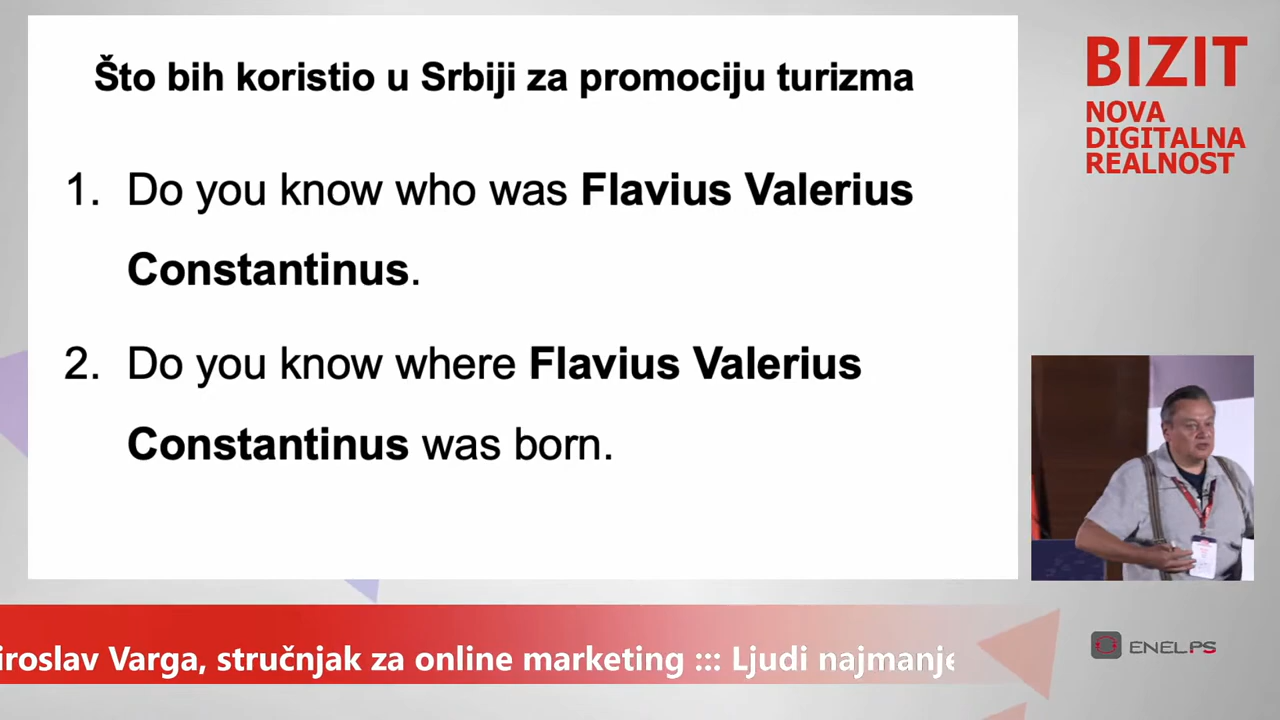 Što bih koristio u Srbiji za promociju turizma
1. Do you know who was Flavius Valerius
Constantinus.
2. Do you know where Flavius Valerius
Constantinus was born.
BIZIT
NOVA
DIGITALNA
REALNOST
iroslav Varga, stručnjak za online marketing ::: Ljudi najmanje
ENELPS